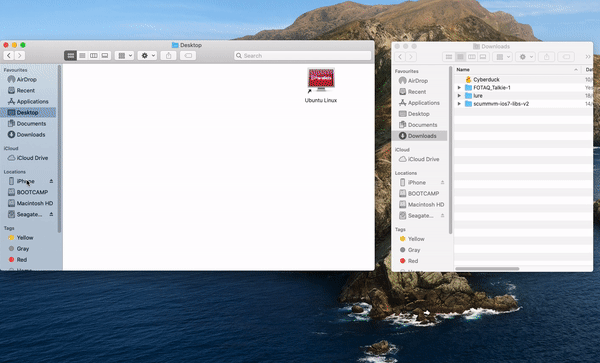 Desktop
Search
Favourites
AirDrop
Recent
Applications
Desktop
Documents
Downloads
iCloud
iCloud Drive
Locations
iPhone
BOOTCAMP
Macintosh HD
Seagate...
Tags
Yellow
Gray
Red
Ubuntu Linux
Downloads
Favourites
AirDrop
Recent
Applications
Desktop
Documents
Downloads
iCloud
iCloud Drive
Locations
iPhone
BOOTCAMP
Macintosh HD
Seagate...
Tags
Yellow
Gray
Red
Name
Cyberduck
FQTAQ_Talkie-1
lure
scummvm-ios7-libs-v2